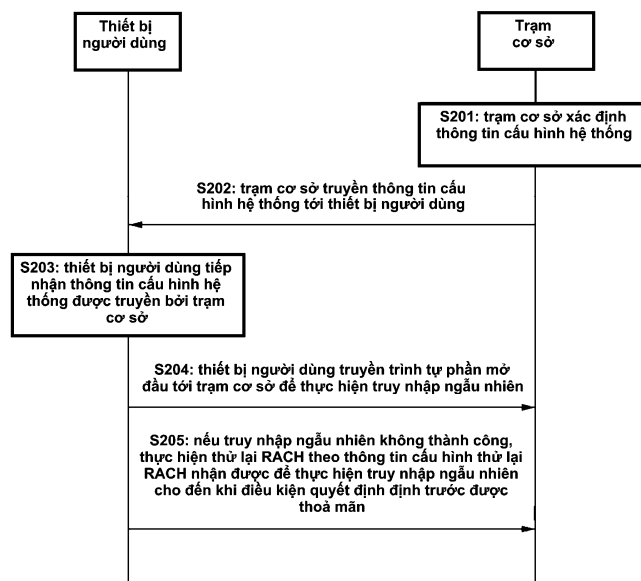 Thiết bị
người dùng
Trạm
cơ sở
S201: trạm cơ sở xác định
thông tin cấu hình hệ thống
S202: trạm cơ sở truyền thông tin cấu
hình hệ thống tới thiết bị người dùng
S203: thiết bị người dùng tiếp
nhận thông tin cấu hình hệ
thống được truyền bởi trạm
cơ sở
S204: thiết bị người dùng truyền trình tự phần mở
đầu tới trạm cơ sở để thực hiện truy nhập ngẫu nhiên
S205: nếu truy nhập ngẫu nhiên không thành công,
thực hiện thử lại RACH theo thông tin cấu hình thử lại
RACH nhận được để thực hiện truy nhập ngẫu nhiên
cho đến khi điều kiện quyết định định trước được
thoả mãn